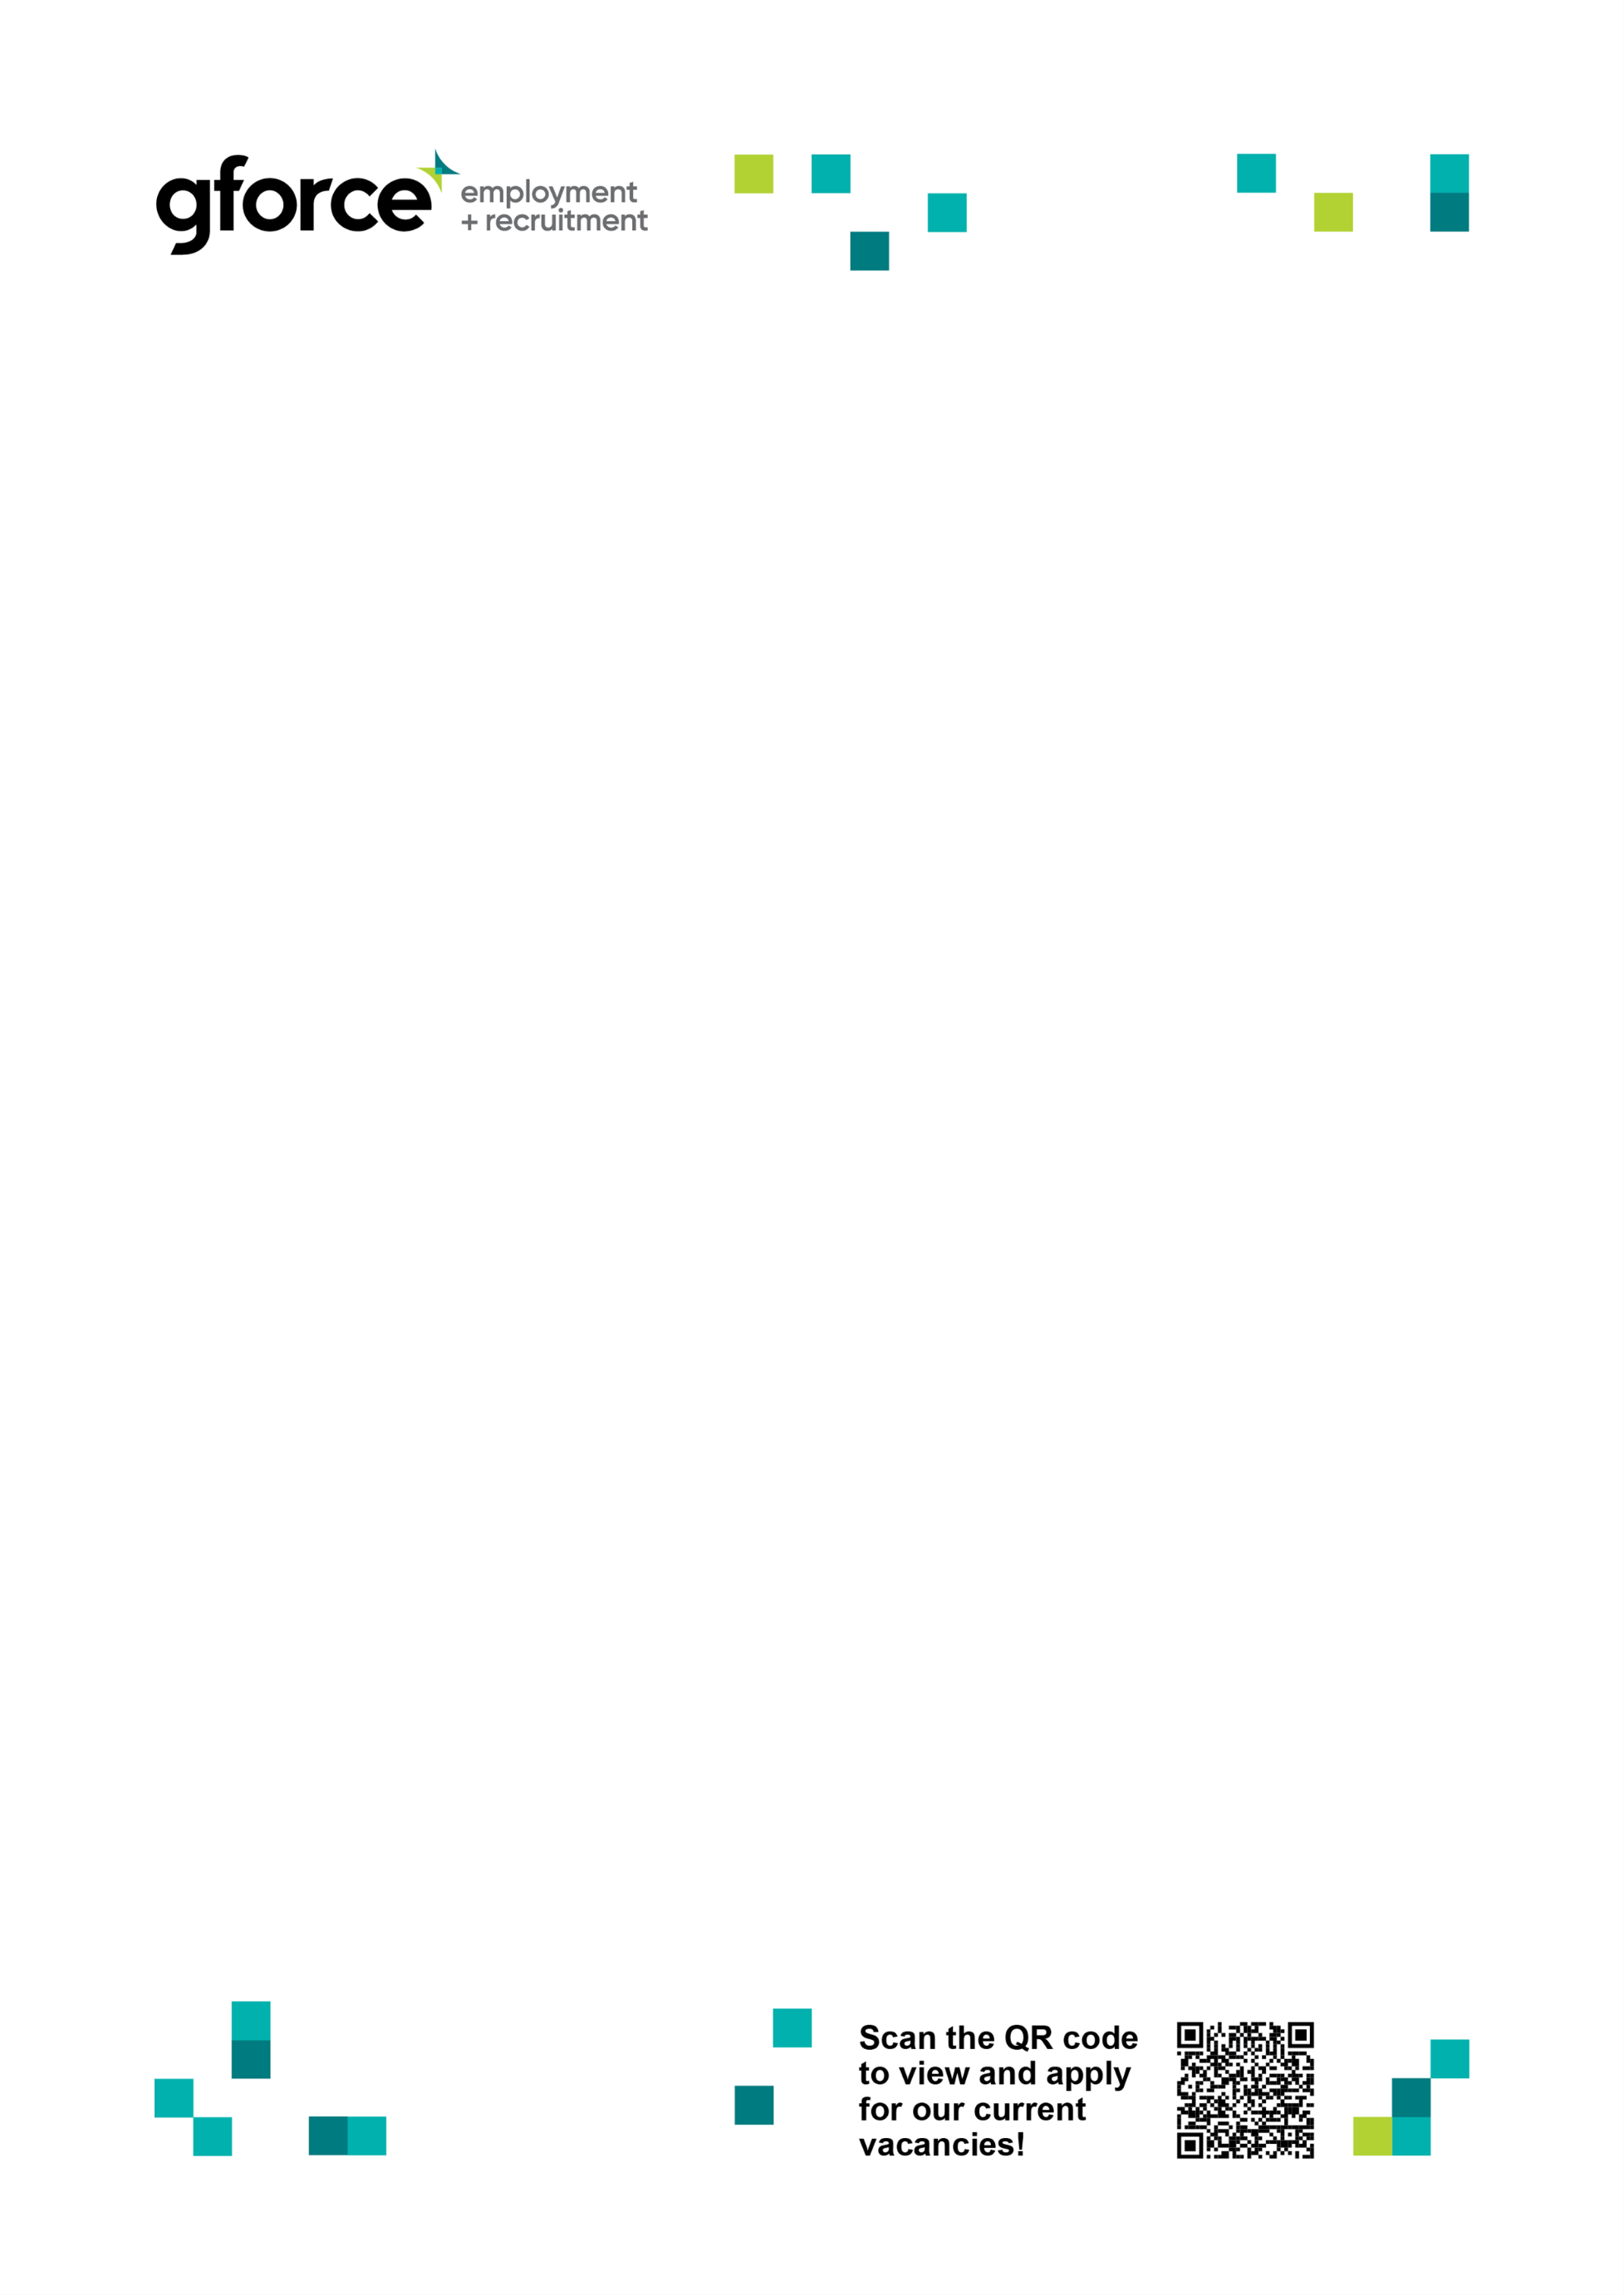 gforce
employment
+ recruitment
Scan the QR code
to view and apply
for our current
vacancies!